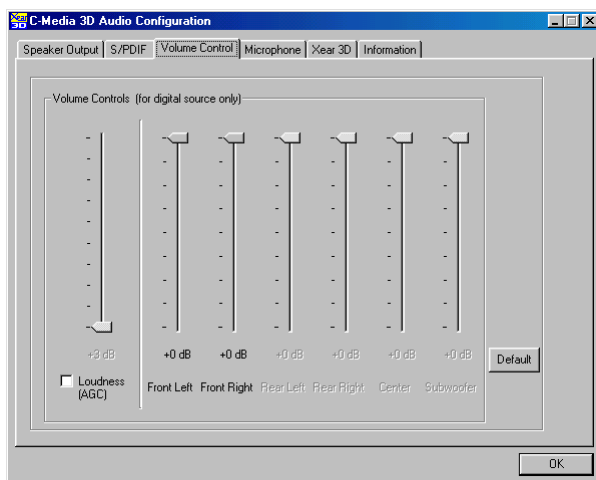 Xear
3D
C-Media 3D Audio Configuration
Speaker Output S/PDIF Volume Control Microphone Xear 3D Information
Volume Controls (for digital source only)
+3 dB +0 dB +0 dB +0 dB +0 dB +0 dB +0 dB
Default
Loudness
(AGC)
Front Left Front Right Rear Left Rear Right Center Subwoofer
OK